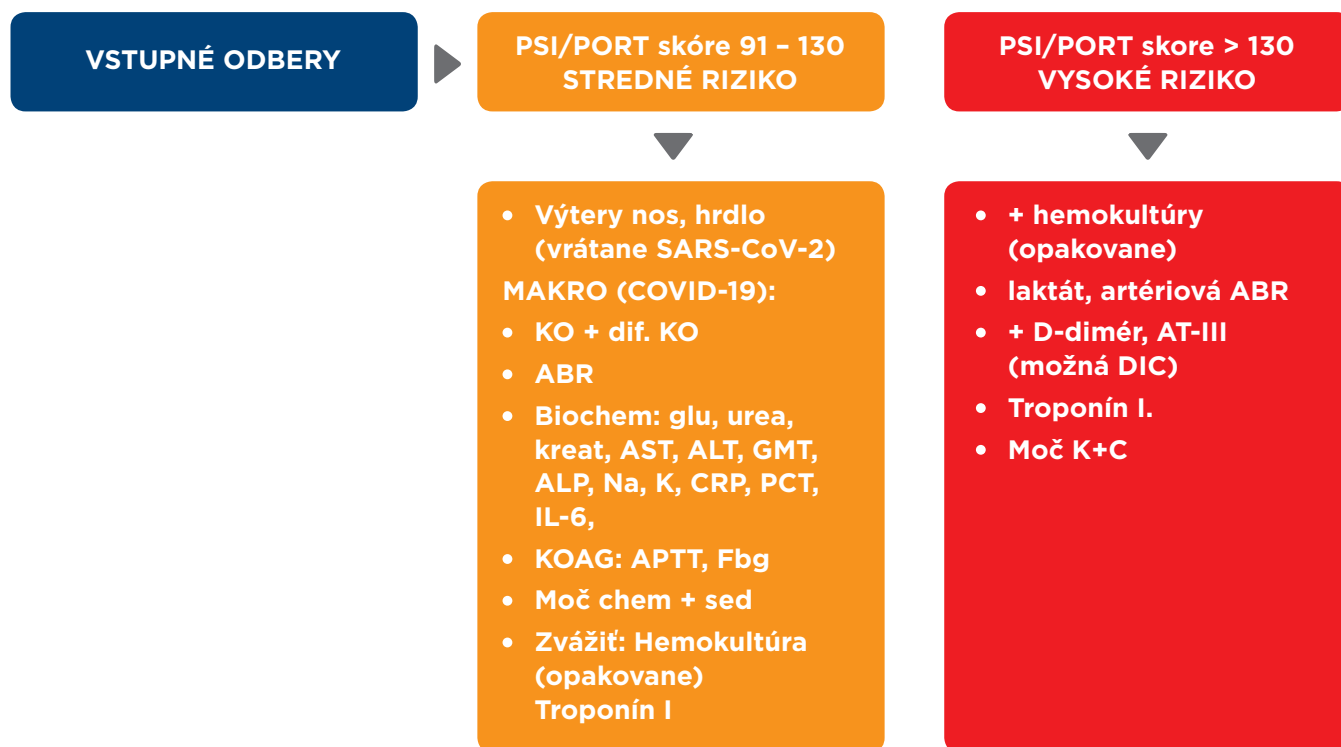 VSTUPNÉ ODBERY
PSI/PORT skóre 91 – 130
STREDNÉ RIZIKO
PSI/PORT skore > 130
VYSOKÉ RIZIKO
• Výtery nos, hrdlo
(vrátane SARS-CoV-2)
MAKRO (COVID-19):
• KO + dif. KO
• ABR
• Biochem: glu, urea,
kreat, AST, ALT, GMT,
ALP, Na, K, CRP, PCT,
IL-6,
• KOAG: APTT, Fbg
• Moč chem + sed
• Zvážiť: Hemokultúra
(opakovane)
Troponín I
• + hemokultúry
(opakovane)
• laktát, artériová ABR
• + D-dimér, AT-III
(možná DIC)
• Troponín I.
• Moč K+C